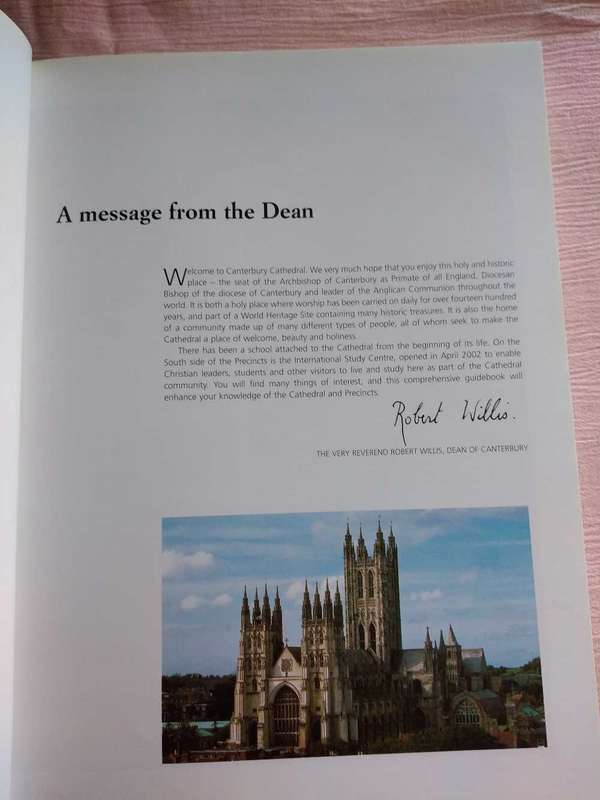 A message from the Dean
Welcome to Canterbury Cathedral. We very much hope that you enjoy this holy and historic
place – the seat of the Archbishop of Canterbury as Primate of all England, Diocesan
Bishop of the diocese of Canterbury and leader of the Anglican Communion throughout the
world. It is both a holy place where worship has been carried on daily for over fourteen hundred
years, and part of a World Heritage Site containing many historic treasures. It is also the home
of a community made up of many different types of people, all of whom seek to make the
Cathedral a place of welcome, beauty and holiness.
There has been a school attached to the Cathedral from the beginning of its life. On the
South side of the Precincts is the International Study Centre, opened in April 2002 to enable
Christian leaders, students and other visitors to live and study here as part of the Cathedral
community. You will find many things of interest, and this comprehensive guidebook will
enhance your knowledge of the Cathedral and Precincts.
Robert Willis.
THE VERY REVEREND ROBERT WILLIS, DEAN OF CANTERBURY